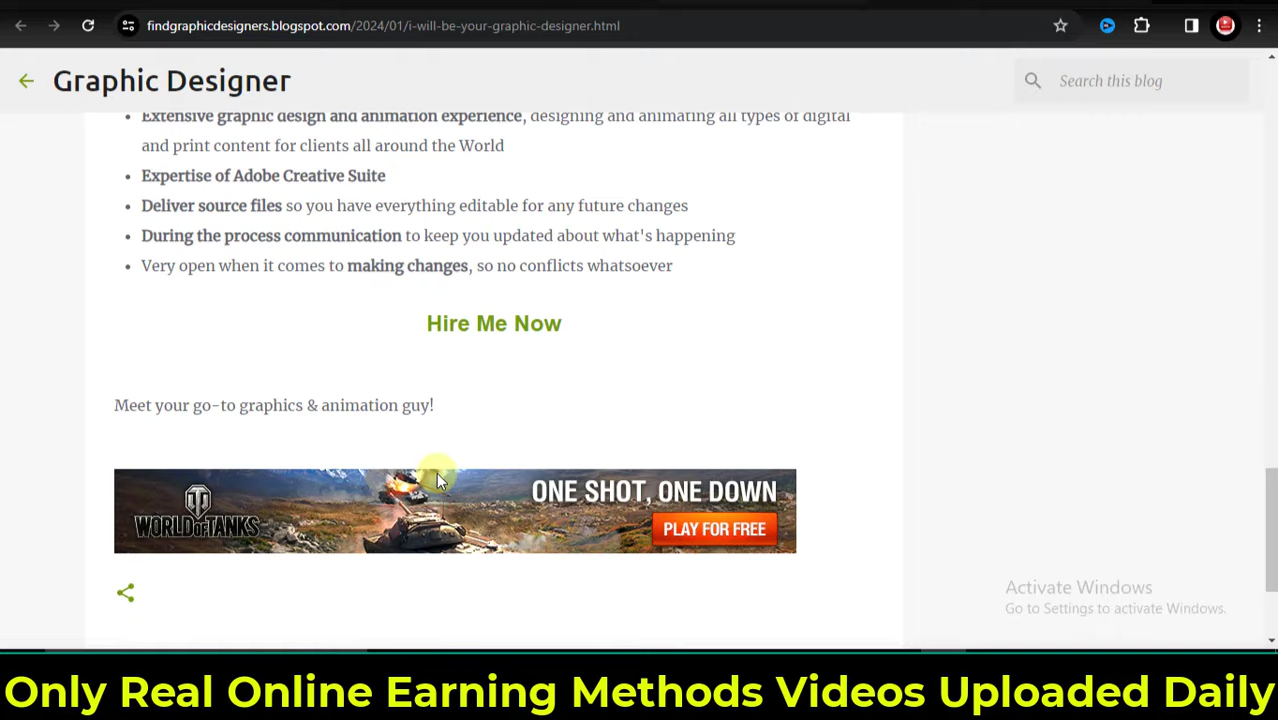 findgraphicdesigners.blogspot.com/2024/01/i-will-be-your-graphic-designer.html
Graphic Designer
Search this blog
• Extensive graphic design and animation experience, designing and animating all types of digital
and print content for clients all around the World
• Expertise of Adobe Creative Suite
• Deliver source files so you have everything editable for any future changes
• During the process communication to keep you updated about what's happening
• Very open when it comes to making changes, so no conflicts whatsoever
Hire Me Now
Meet your go-to graphics & animation guy!
WORLD OF TANKS
ONE SHOT, ONE DOWN
PLAY FOR FREE
Activate Windows
Go to Settings to activate Windows.
Only Real Online Earning Methods Videos Uploaded Daily